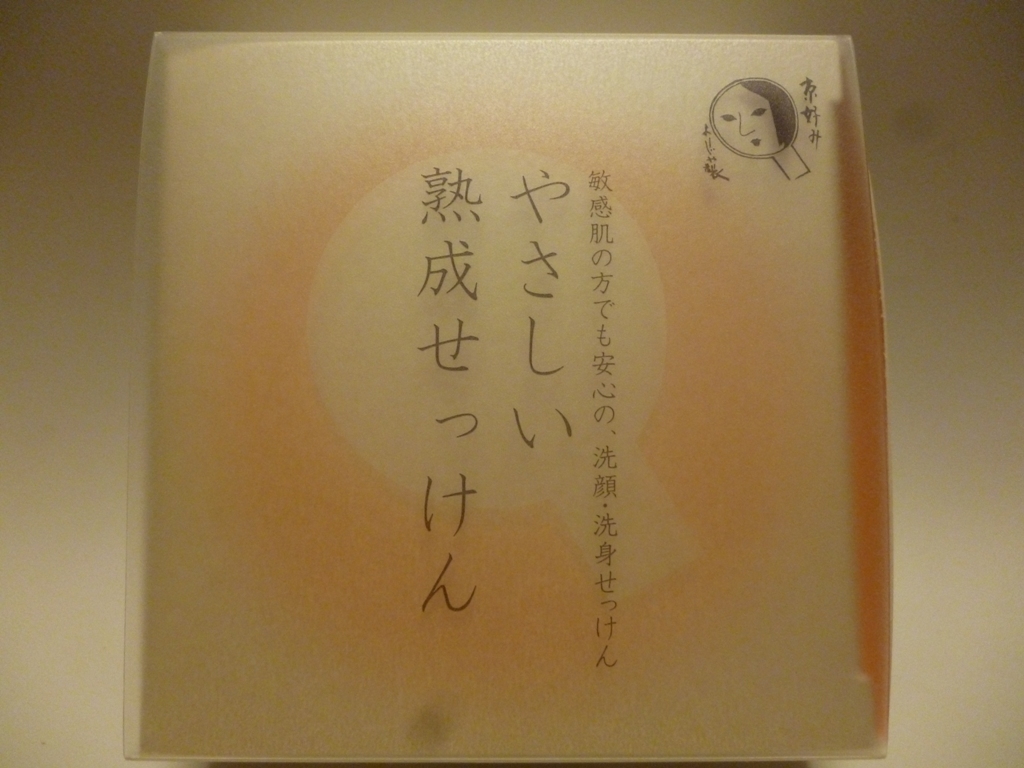 京好み
よーじや製
敏感肌の方でも安心の、洗顔・洗身せっけん
やさしい
熟成せっけん